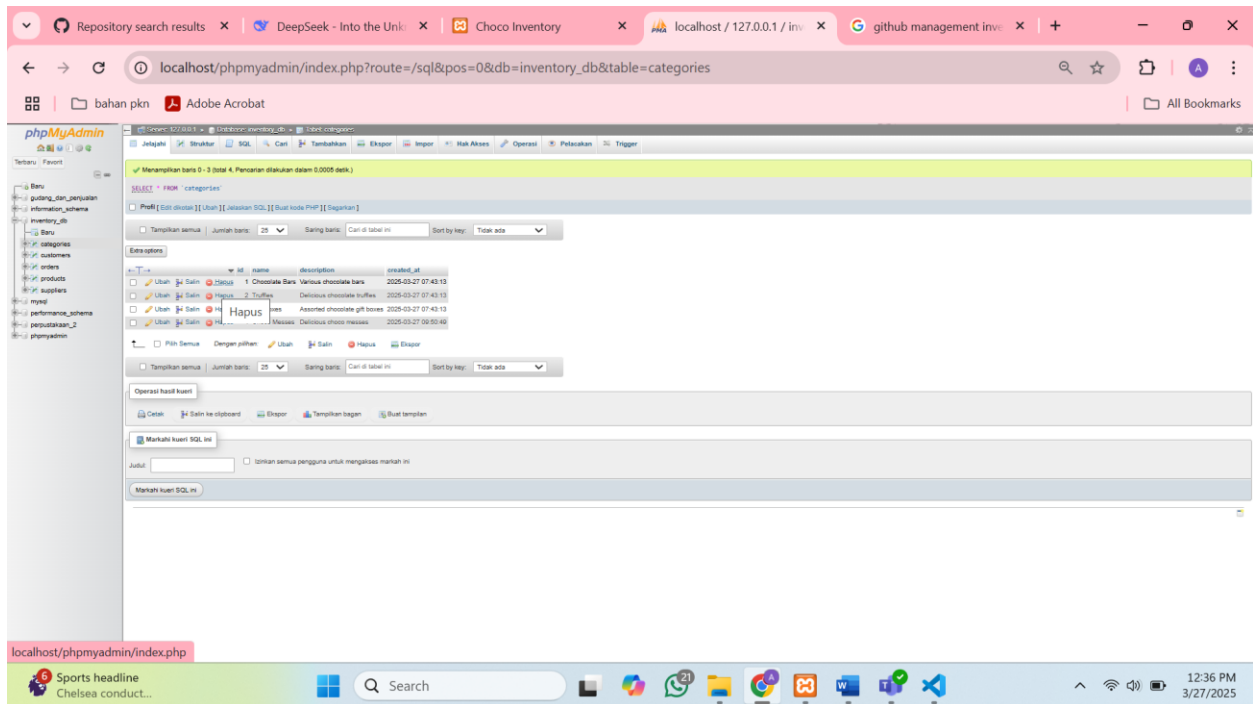 Repository search results
DeepSeek - Into the Unk
Choco Inventory
localhost / 127.0.0.1 / inv
github management inve
localhost/phpmyadmin/index.php?route=/sql&pos=0&db=inventory_db&table=categories
A
bahan pkn
Adobe Acrobat
All Bookmarks
phpMyAdmin
Terbaru Favorit
Baru
gudang_dan_penjualan
information_schema
inventory_db
Baru
categories
customers
orders
products
suppliers
mysql
performance_schema
perpustakaan_2
phpmyadmin
Server: 127.0.0.1 » Database: inventory_db » Tabel: categories
Jelajahi Struktur SQL Cari Tambahkan Ekspor Impor Hak Akses Operasi Pelacakan Trigger
Menampilkan baris 0 - 3 (total 4, Pencarian dilakukan dalam 0,0005 detik.)
SELECT * FROM `categories`
Profil [ Edit dikotak ] [ Ubah ] [ Jelaskan SQL ] [ Buat kode PHP ] [ Segarkan ]
Tampilkan semua Jumlah baris: 25 Saring baris: Cari di tabel ini Sort by key: Tidak ada
Extra options
id name description created_at
Ubah Salin Hapus 1 Chocolate Bars Various chocolate bars 2025-03-27 07:43:13
Ubah Salin Hapus 2 Truffles Delicious chocolate truffles 2025-03-27 07:43:13
Ubah Salin Assorted chocolate gift boxes 2025-03-27 07:43:13
Ubah Salin Messes Delicious choco messes 2025-03-27 09:50:49
Hapus
Pilih Semua Dengan pilihan: Ubah Salin Hapus Ekspor
Tampilkan semua Jumlah baris: 25 Saring baris: Cari di tabel ini Sort by key: Tidak ada
Operasi hasil kueri
Cetak Salin ke clipboard Ekspor Tampilkan bagan Buat tampilan
Markahi kueri SQL ini
Judul: Izinkan semua pengguna untuk mengakses markah ini
Markahi kueri SQL ini
localhost/phpmyadmin/index.php
6
Sports headline
Chelsea conduct...
Search
21
12:36 PM
3/27/2025